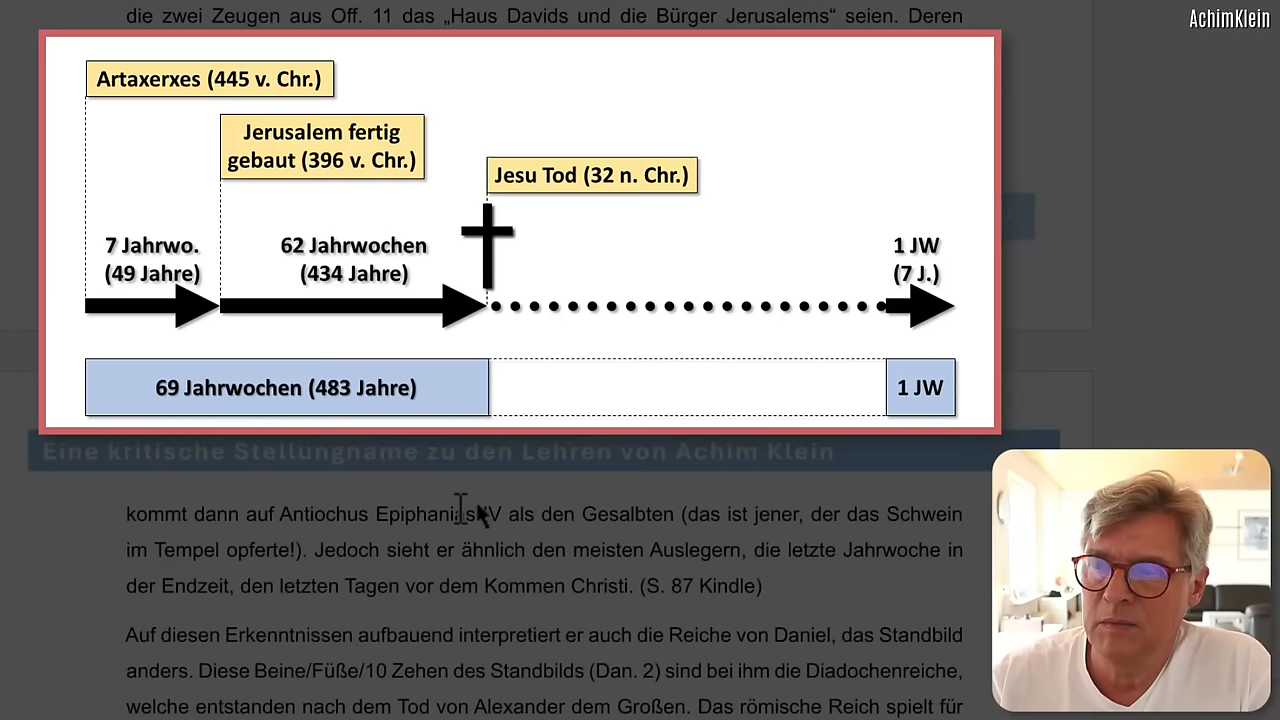 die zwei Zeugen aus Off. 11 das „Haus Davids und die Bürger Jerusalems“ seien. Deren
AchimKlein
Artaxerxes (445 v. Chr.)
Jerusalem fertig
gebaut (396 v. Chr.)
Jesu Tod (32 n. Chr.)
7 Jahrwo.
(49 Jahre)
62 Jahrwochen
(434 Jahre)
1 JW
(7 J.)
69 Jahrwochen (483 Jahre)
1 JW
Eine kritische Stellungname zu den Lehren von Achim Klein
kommt dann auf Antiochus Epiphanias IV als den Gesalbten (das ist jener, der das Schwein
im Tempel opferte!). Jedoch sieht er ähnlich den meisten Auslegern, die letzte Jahrwoche in
der Endzeit, den letzten Tagen vor dem Kommen Christi. (S. 87 Kindle)
Auf diesen Erkenntnissen aufbauend interpretiert er auch die Reiche von Daniel, das Standbild
anders. Diese Beine/Füße/10 Zehen des Standbilds (Dan. 2) sind bei ihm die Diadochenreiche,
welche entstanden nach dem Tod von Alexander dem Großen. Das römische Reich spielt für